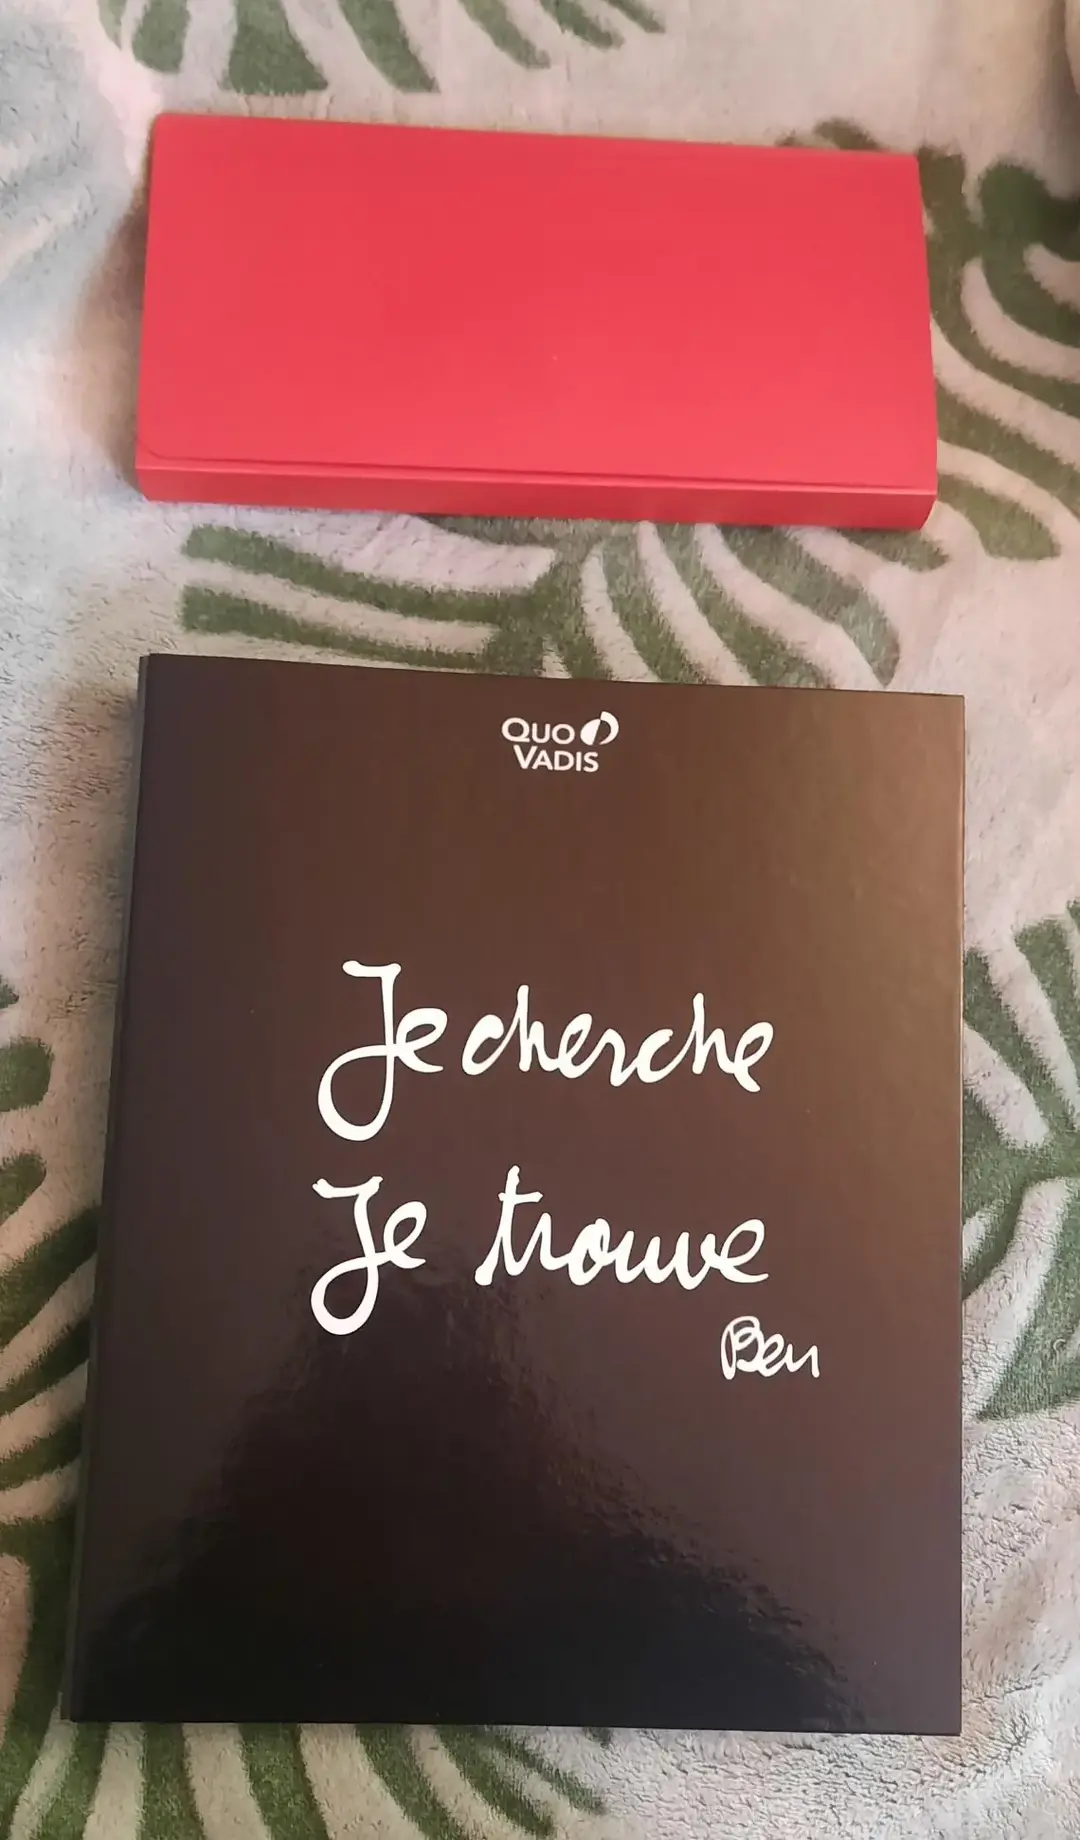 QUO
VADIS
Je cherche
Je trouve
Ben